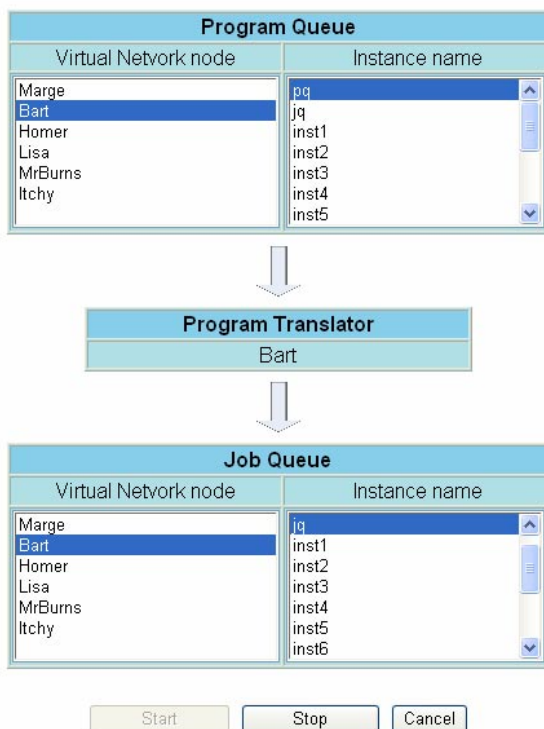 Program Queue
Virtual Network node Instance name
Marge
Bart
Homer
Lisa
MrBurns
Itchy
pq
jq
inst1
inst2
inst3
inst4
inst5
Program Translator
Bart
Job Queue
Virtual Network node Instance name
Marge
Bart
Homer
Lisa
MrBurns
Itchy
jq
inst1
inst2
inst3
inst4
inst5
inst6
Start Stop Cancel